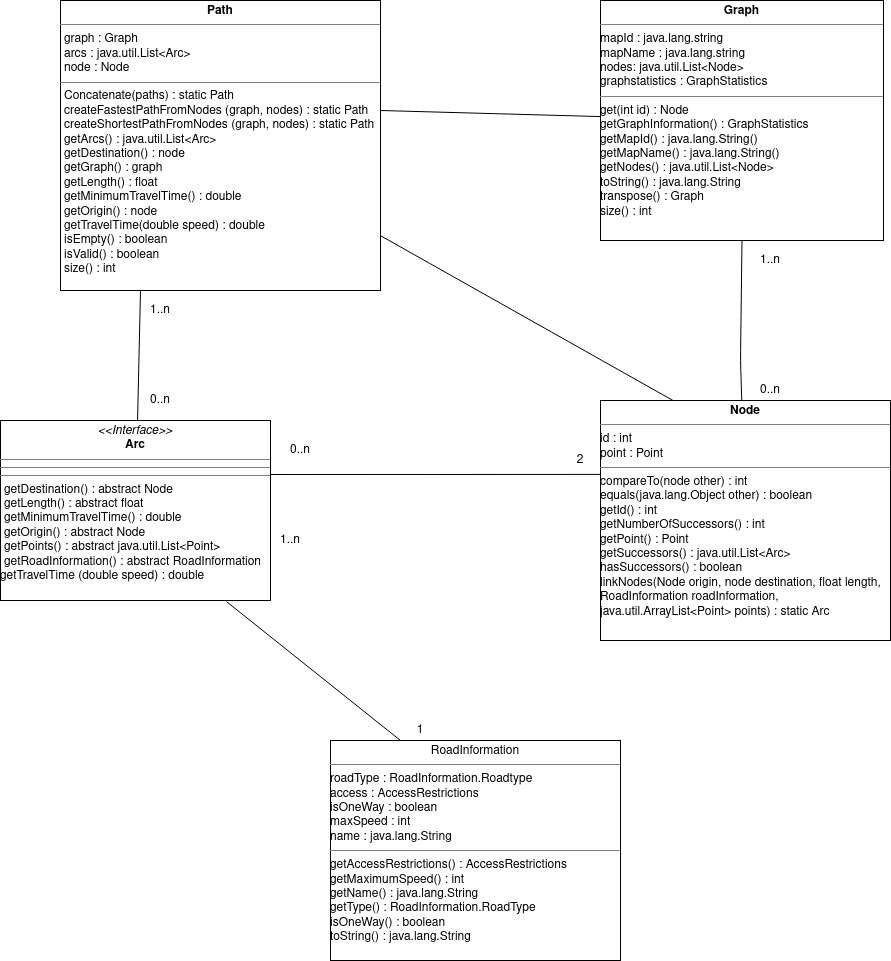 Path
graph : Graph
arcs : java.util.List<Arc>
node : Node
Concatenate(paths) : static Path
createFastestPathFromNodes (graph, nodes) : static Path
createShortestPathFromNodes (graph, nodes) : static Path
getArcs() : java.util.List<Arc>
getDestination() : node
getGraph() : graph
getLength() : float
getMinimumTravelTime() : double
getOrigin() : node
getTravelTime(double speed) : double
isEmpty() : boolean
isValid() : boolean
size() : int
Graph
mapId : java.lang.string
mapName : java.lang.string
nodes: java.util.List<Node>
graphstatistics : GraphStatistics
get(int id) : Node
getGraphInformation() : GraphStatistics
getMapId() : java.lang.String()
getMapName() : java.lang.String()
getNodes() : java.util.List<Node>
toString() : java.lang.String
transpose() : Graph
size() : int
1..n
0..n
1..n
0..n
<<Interface>>
Arc
getDestination() : abstract Node
getLength() : abstract float
getMinimumTravelTime() : double
getOrigin() : abstract Node
getPoints() : abstract java.util.List<Point>
getRoadInformation() : abstract RoadInformation
getTravelTime (double speed) : double
0..n
2
1..n
Node
id : int
point : Point
compareTo(node other) : int
equals(java.lang.Object other) : boolean
getId() : int
getNumberOfSuccessors() : int
getPoint() : Point
getSuccessors() : java.util.List<Arc>
hasSuccessors() : boolean
linkNodes(Node origin, node destination, float length,
RoadInformation roadInformation,
java.util.ArrayList<Point> points) : static Arc
1
RoadInformation
roadType : RoadInformation.Roadtype
access : AccessRestrictions
isOneWay : boolean
maxSpeed : int
name : java.lang.String
getAccessRestrictions() : AccessRestrictions
getMaximumSpeed() : int
getName() : java.lang.String
getType() : RoadInformation.RoadType
isOneWay() : boolean
toString() : java.lang.String